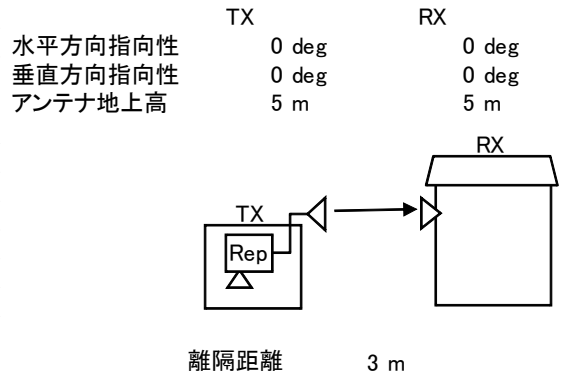 TX RX
水平方向指向性 0 deg 0 deg
垂直方向指向性 0 deg 0 deg
アンテナ地上高 5 m 5 m
RX
TX
Rep
離隔距離 3 m